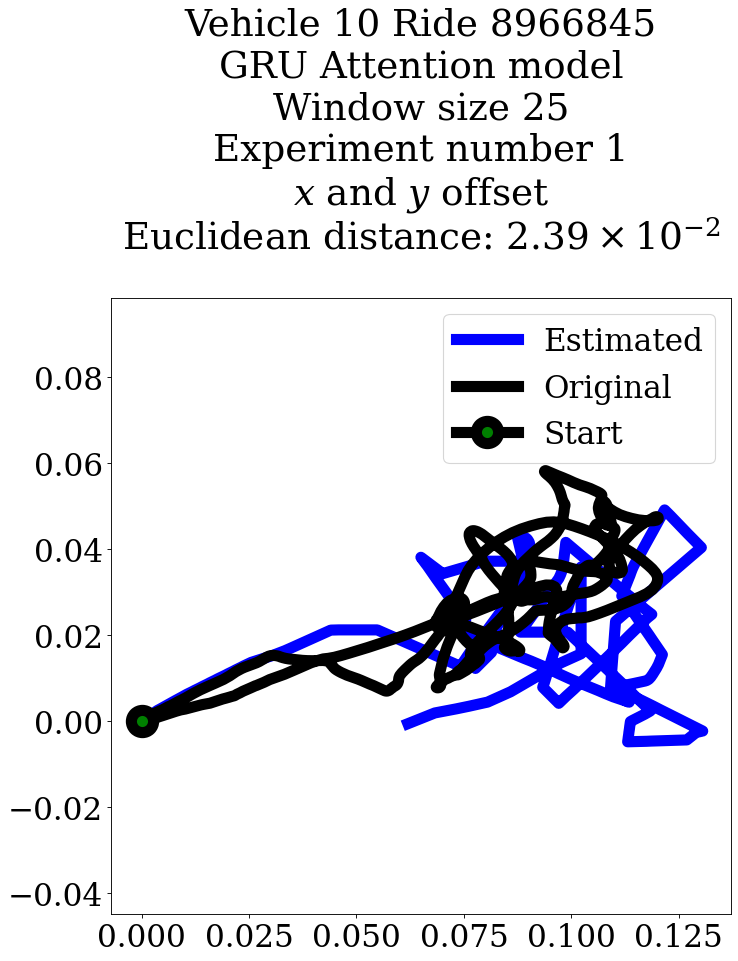 Vehicle 10 Ride 8966845
GRU Attention model
Window size 25
Experiment number 1
x and y offset
Euclidean distance: 2.39 × 10⁻²
Estimated
Original
Start
0.08
0.06
0.04
0.02
0.00
−0.02
−0.04
0.000 0.025 0.050 0.075 0.100 0.125